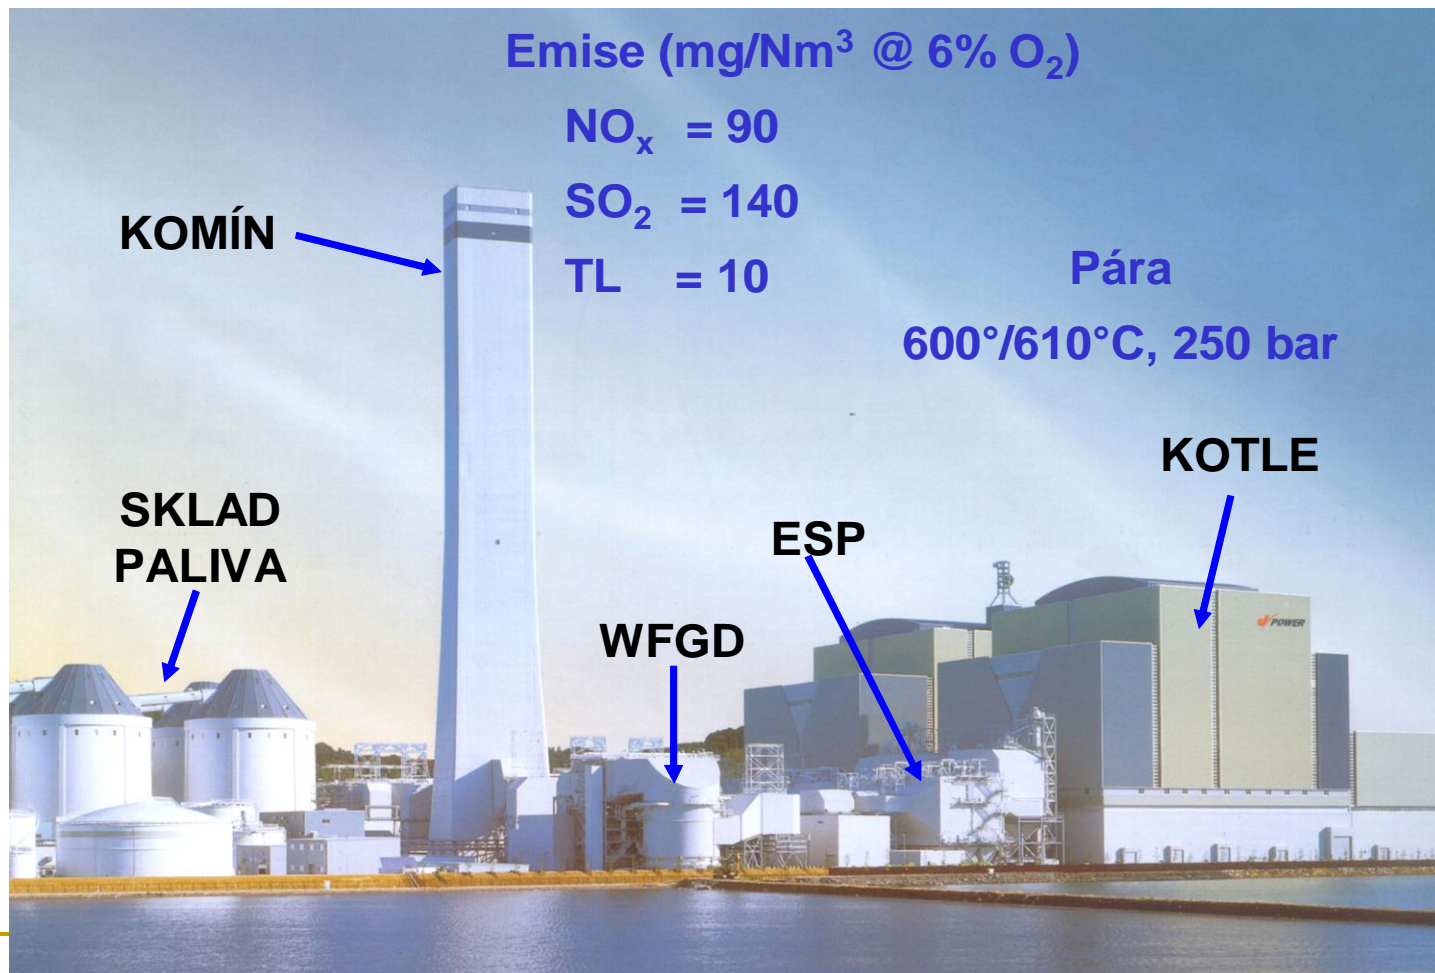 Emise (mg/Nm³ @ 6% O₂)
NOₓ = 90
SO₂ = 140
TL = 10
KOMÍN
Pára
600°/610°C, 250 bar
KOTLE
SKLAD
PALIVA
ESP
WFGD
POWER